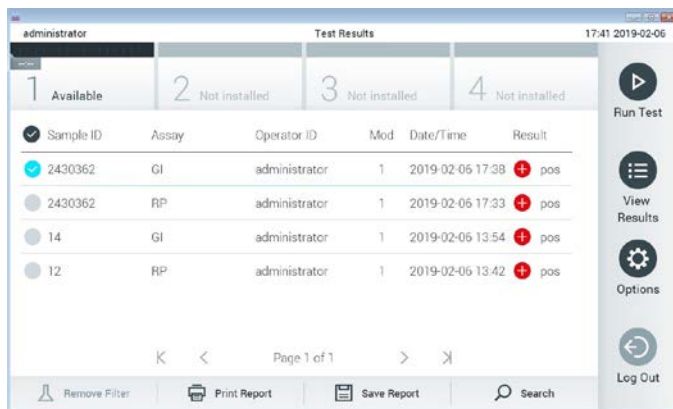 administrator Test Results 17:41 2019-02-06
1 Available 2 Not installed 3 Not installed 4 Not installed
Run Test
Sample ID Assay Operator ID Mod Date/Time Result
2430362 GI administrator 1 2019-02-06 17:38 pos
2430362 RP administrator 1 2019-02-06 17:33 pos
View
Results
14 GI administrator 1 2019-02-06 13:54 pos
12 RP administrator 1 2019-02-06 13:42 pos
Options
Page 1 of 1
Log Out
Remove Filter Print Report Save Report Search